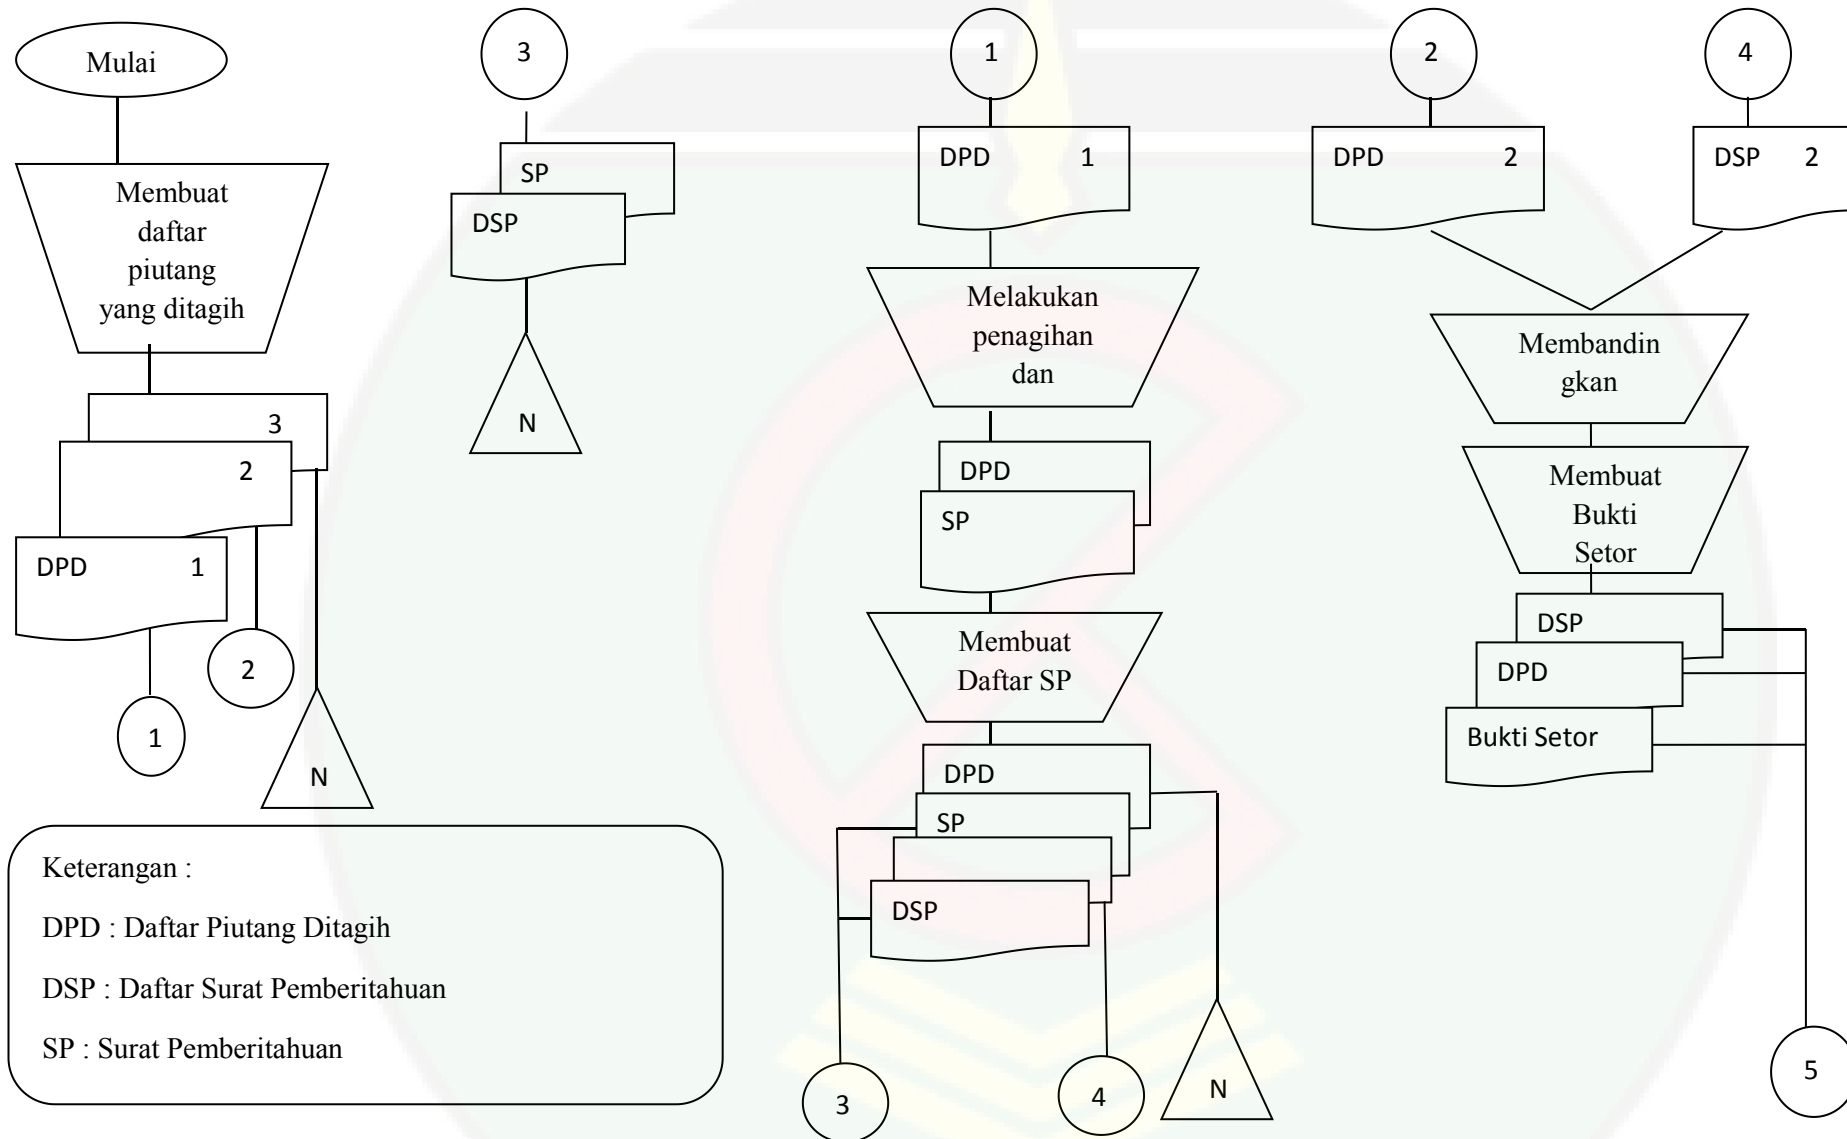 Mulai
Membuat
daftar
piutang
yang ditagih
3
2
DPD 1
2
1
N
Keterangan :
DPD : Daftar Piutang Ditagih
DSP : Daftar Surat Pemberitahuan
SP : Surat Pemberitahuan
3
SP
DSP
N
1
DPD 1
Melakukan
penagihan
dan
DPD
SP
Membuat
Daftar SP
DPD
SP
DSP
3
4
N
2
4
DPD 2
DSP 2
Membandin
gkan
Membuat
Bukti
Setor
DSP
DPD
Bukti Setor
5